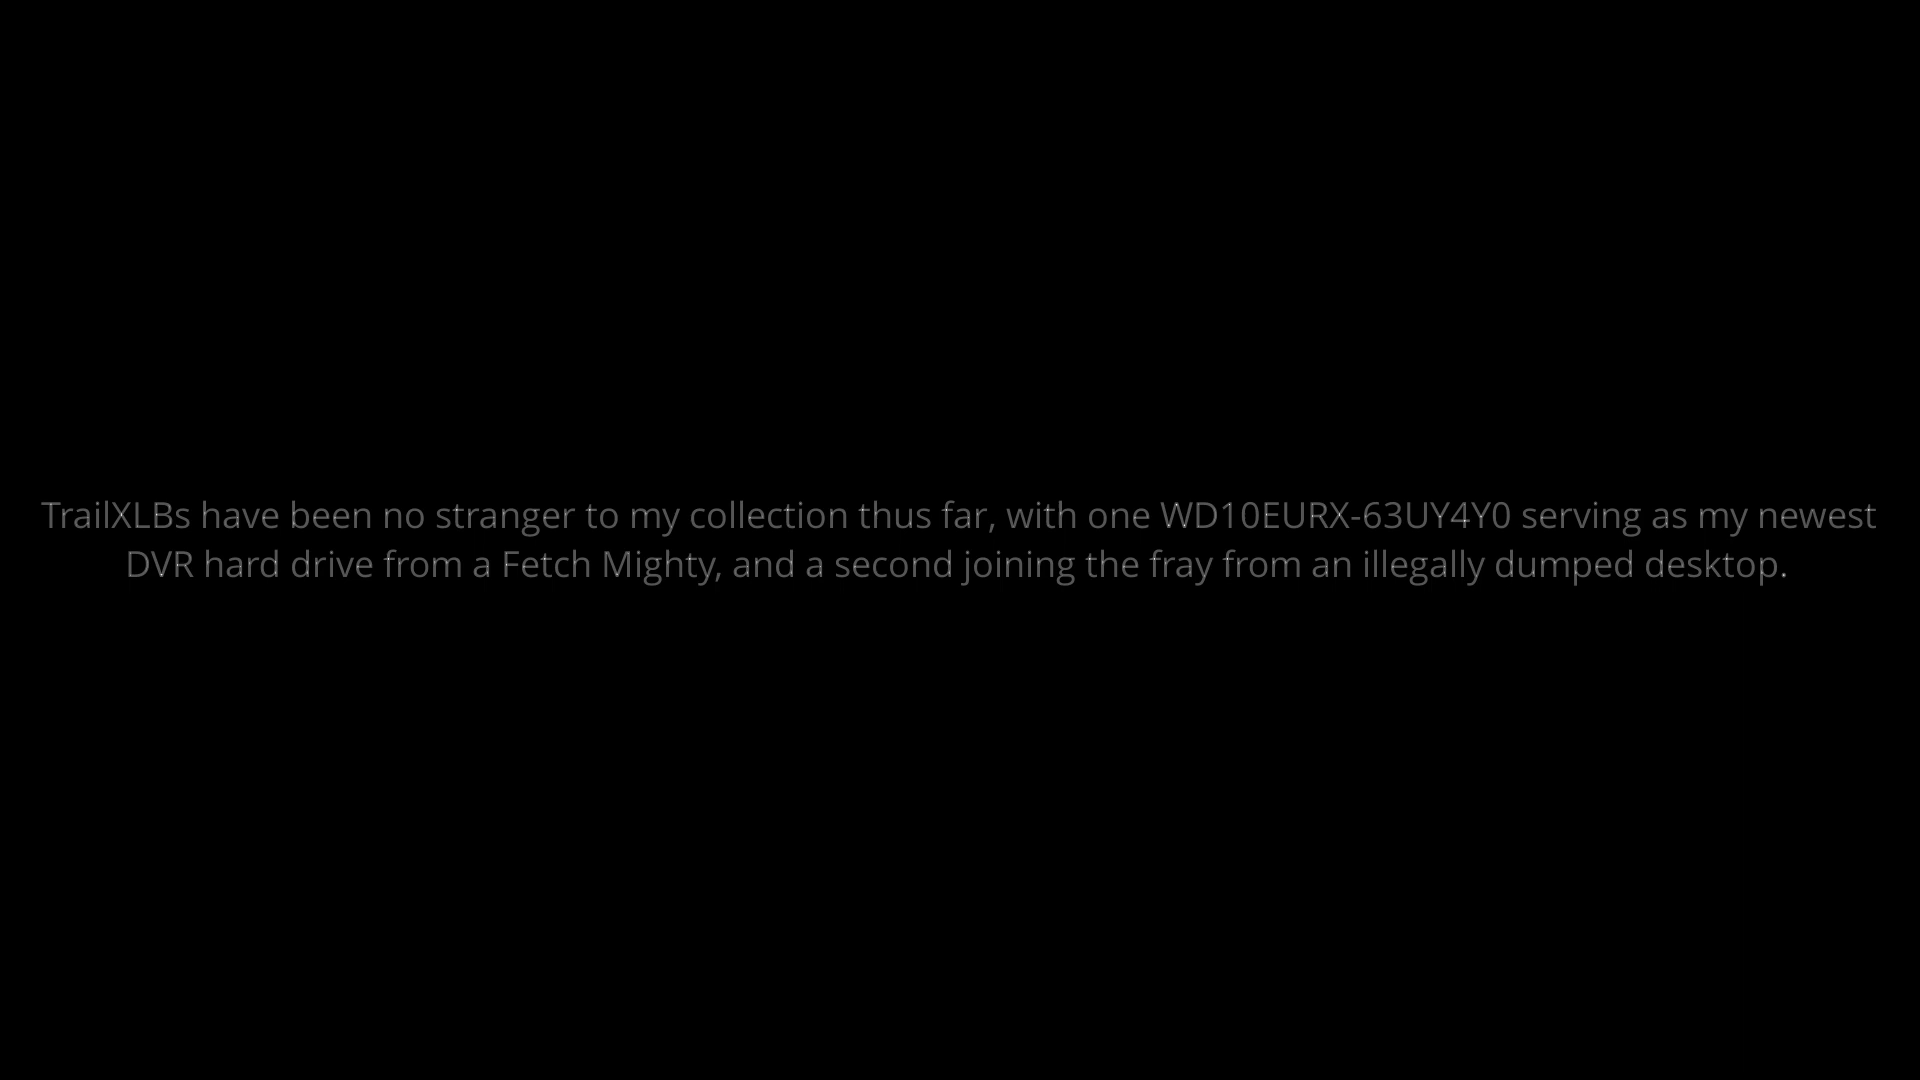 TrailXLBs have been no stranger to my collection thus far, with one WD10EURX-63UY4Y0 serving as my newest
DVR hard drive from a Fetch Mighty, and a second joining the fray from an illegally dumped desktop.